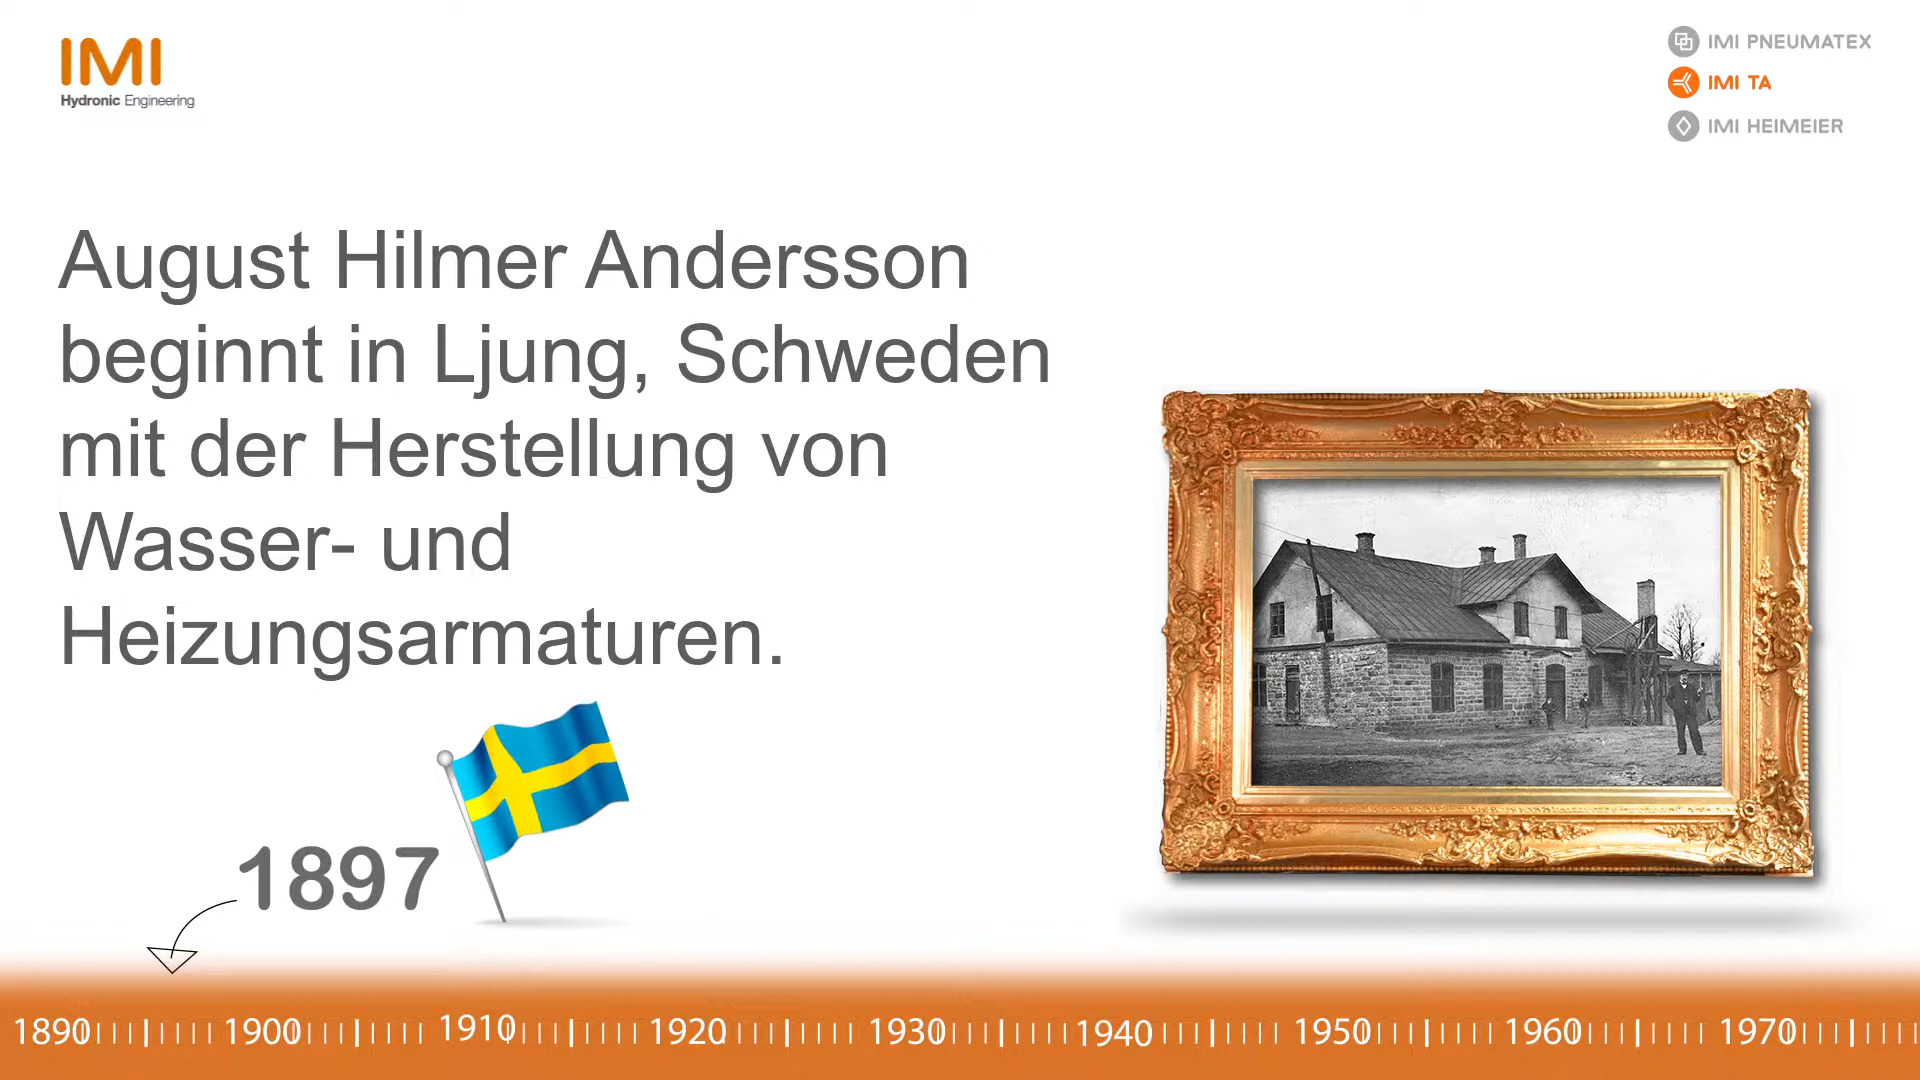 IMI
Hydronic Engineering
IMI PNEUMATEX
IMI TA
IMI HEIMEIER
August Hilmer Andersson
beginnt in Ljung, Schweden
mit der Herstellung von
Wasser- und
Heizungsarmaturen.
1897
1890 1900 1910 1920 1930 1940 1950 1960 1970